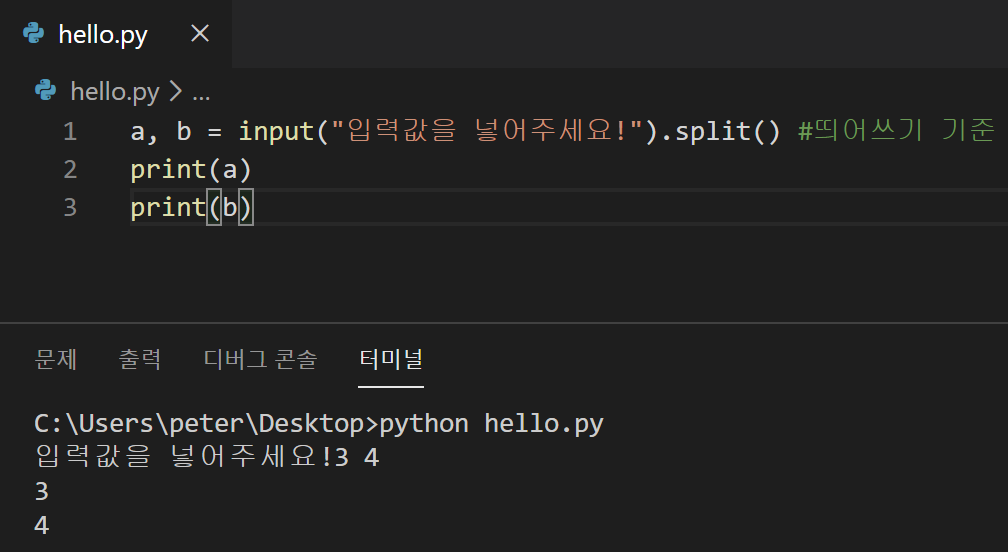 hello.py
hello.py > ...
1 a, b = input("입력값을 넣어주세요!").split() #띄어쓰기 기준
2 print(a)
3 print(b)
문제 출력 디버그 콘솔 터미널
C:\Users\peter\Desktop>python hello.py
입력값을 넣어주세요!3 4
3
4